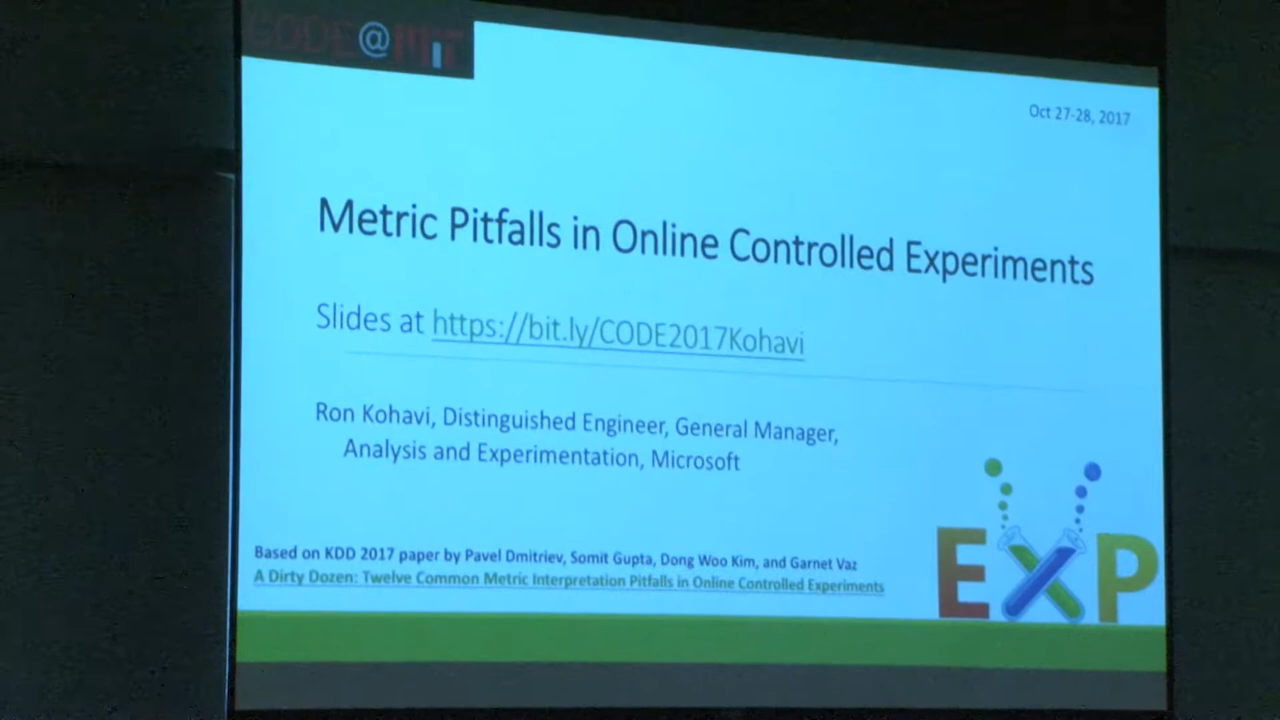 CODE@MIT
Oct 27-28, 2017
Metric Pitfalls in Online Controlled Experiments
Slides at https://bit.ly/CODE2017Kohavi
Ron Kohavi, Distinguished Engineer, General Manager,
Analysis and Experimentation, Microsoft
Based on KDD 2017 paper by Pavel Dmitriev, Somit Gupta, Dong Woo Kim, and Garnet Vaz
A Dirty Dozen: Twelve Common Metric Interpretation Pitfalls in Online Controlled Experiments
EXP